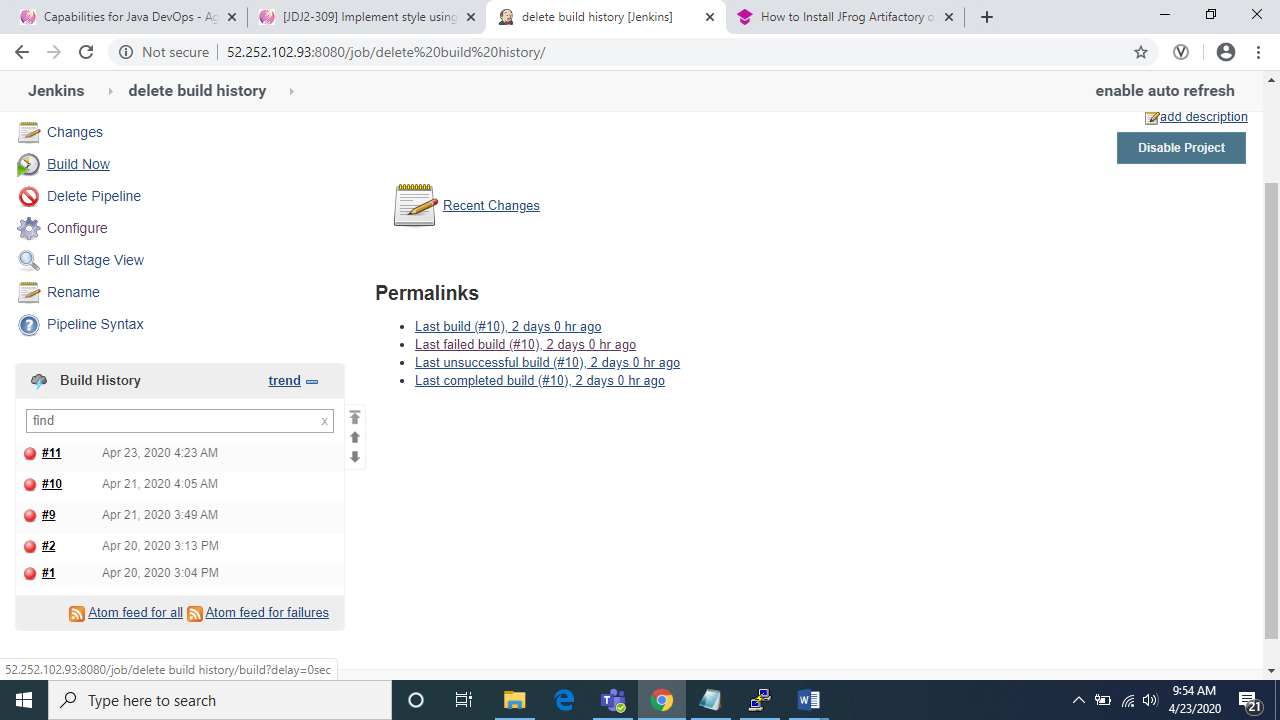 Capabilities for Java DevOps - Ag
[JDJ2-309] Implement style using
delete build history [Jenkins]
How to Install JFrog Artifactory o
Not secure
52.252.102.93:8080/job/delete%20build%20history/
Jenkins
delete build history
enable auto refresh
add description
Disable Project
Changes
Build Now
Delete Pipeline
Configure
Full Stage View
Rename
Pipeline Syntax
Recent Changes
Permalinks
Last build (#10), 2 days 0 hr ago
Last failed build (#10), 2 days 0 hr ago
Last unsuccessful build (#10), 2 days 0 hr ago
Last completed build (#10), 2 days 0 hr ago
Build History
trend
find
x
#11 Apr 23, 2020 4:23 AM
#10 Apr 21, 2020 4:05 AM
#9 Apr 21, 2020 3:49 AM
#2 Apr 20, 2020 3:13 PM
#1 Apr 20, 2020 3:04 PM
Atom feed for all Atom feed for failures
52.252.102.93:8080/job/delete build history/build?delay=0sec
Type here to search
9:54 AM
4/23/2020
21